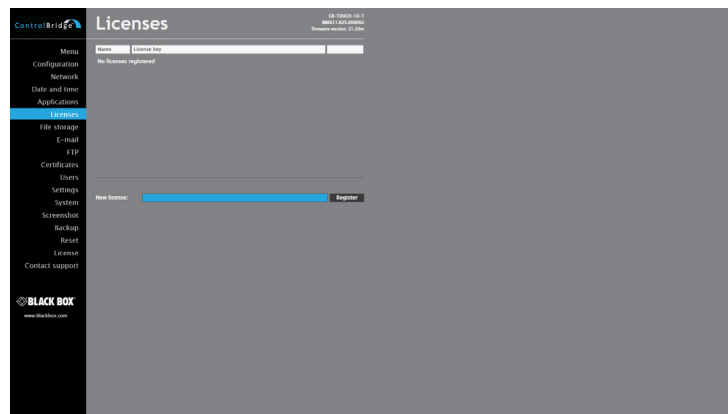 ControlBridge
Licenses
CB-TOUCH-10-T
Firmware version: 21.20m
Menu
Configuration
Network
Date and time
Applications
Licenses
File storage
E-mail
FTP
Certificates
Users
Settings
System
Screenshot
Backup
Reset
License
Contact support
Name
License key
No licenses registered
New license:
Register
BLACK BOX
www.blackbox.com